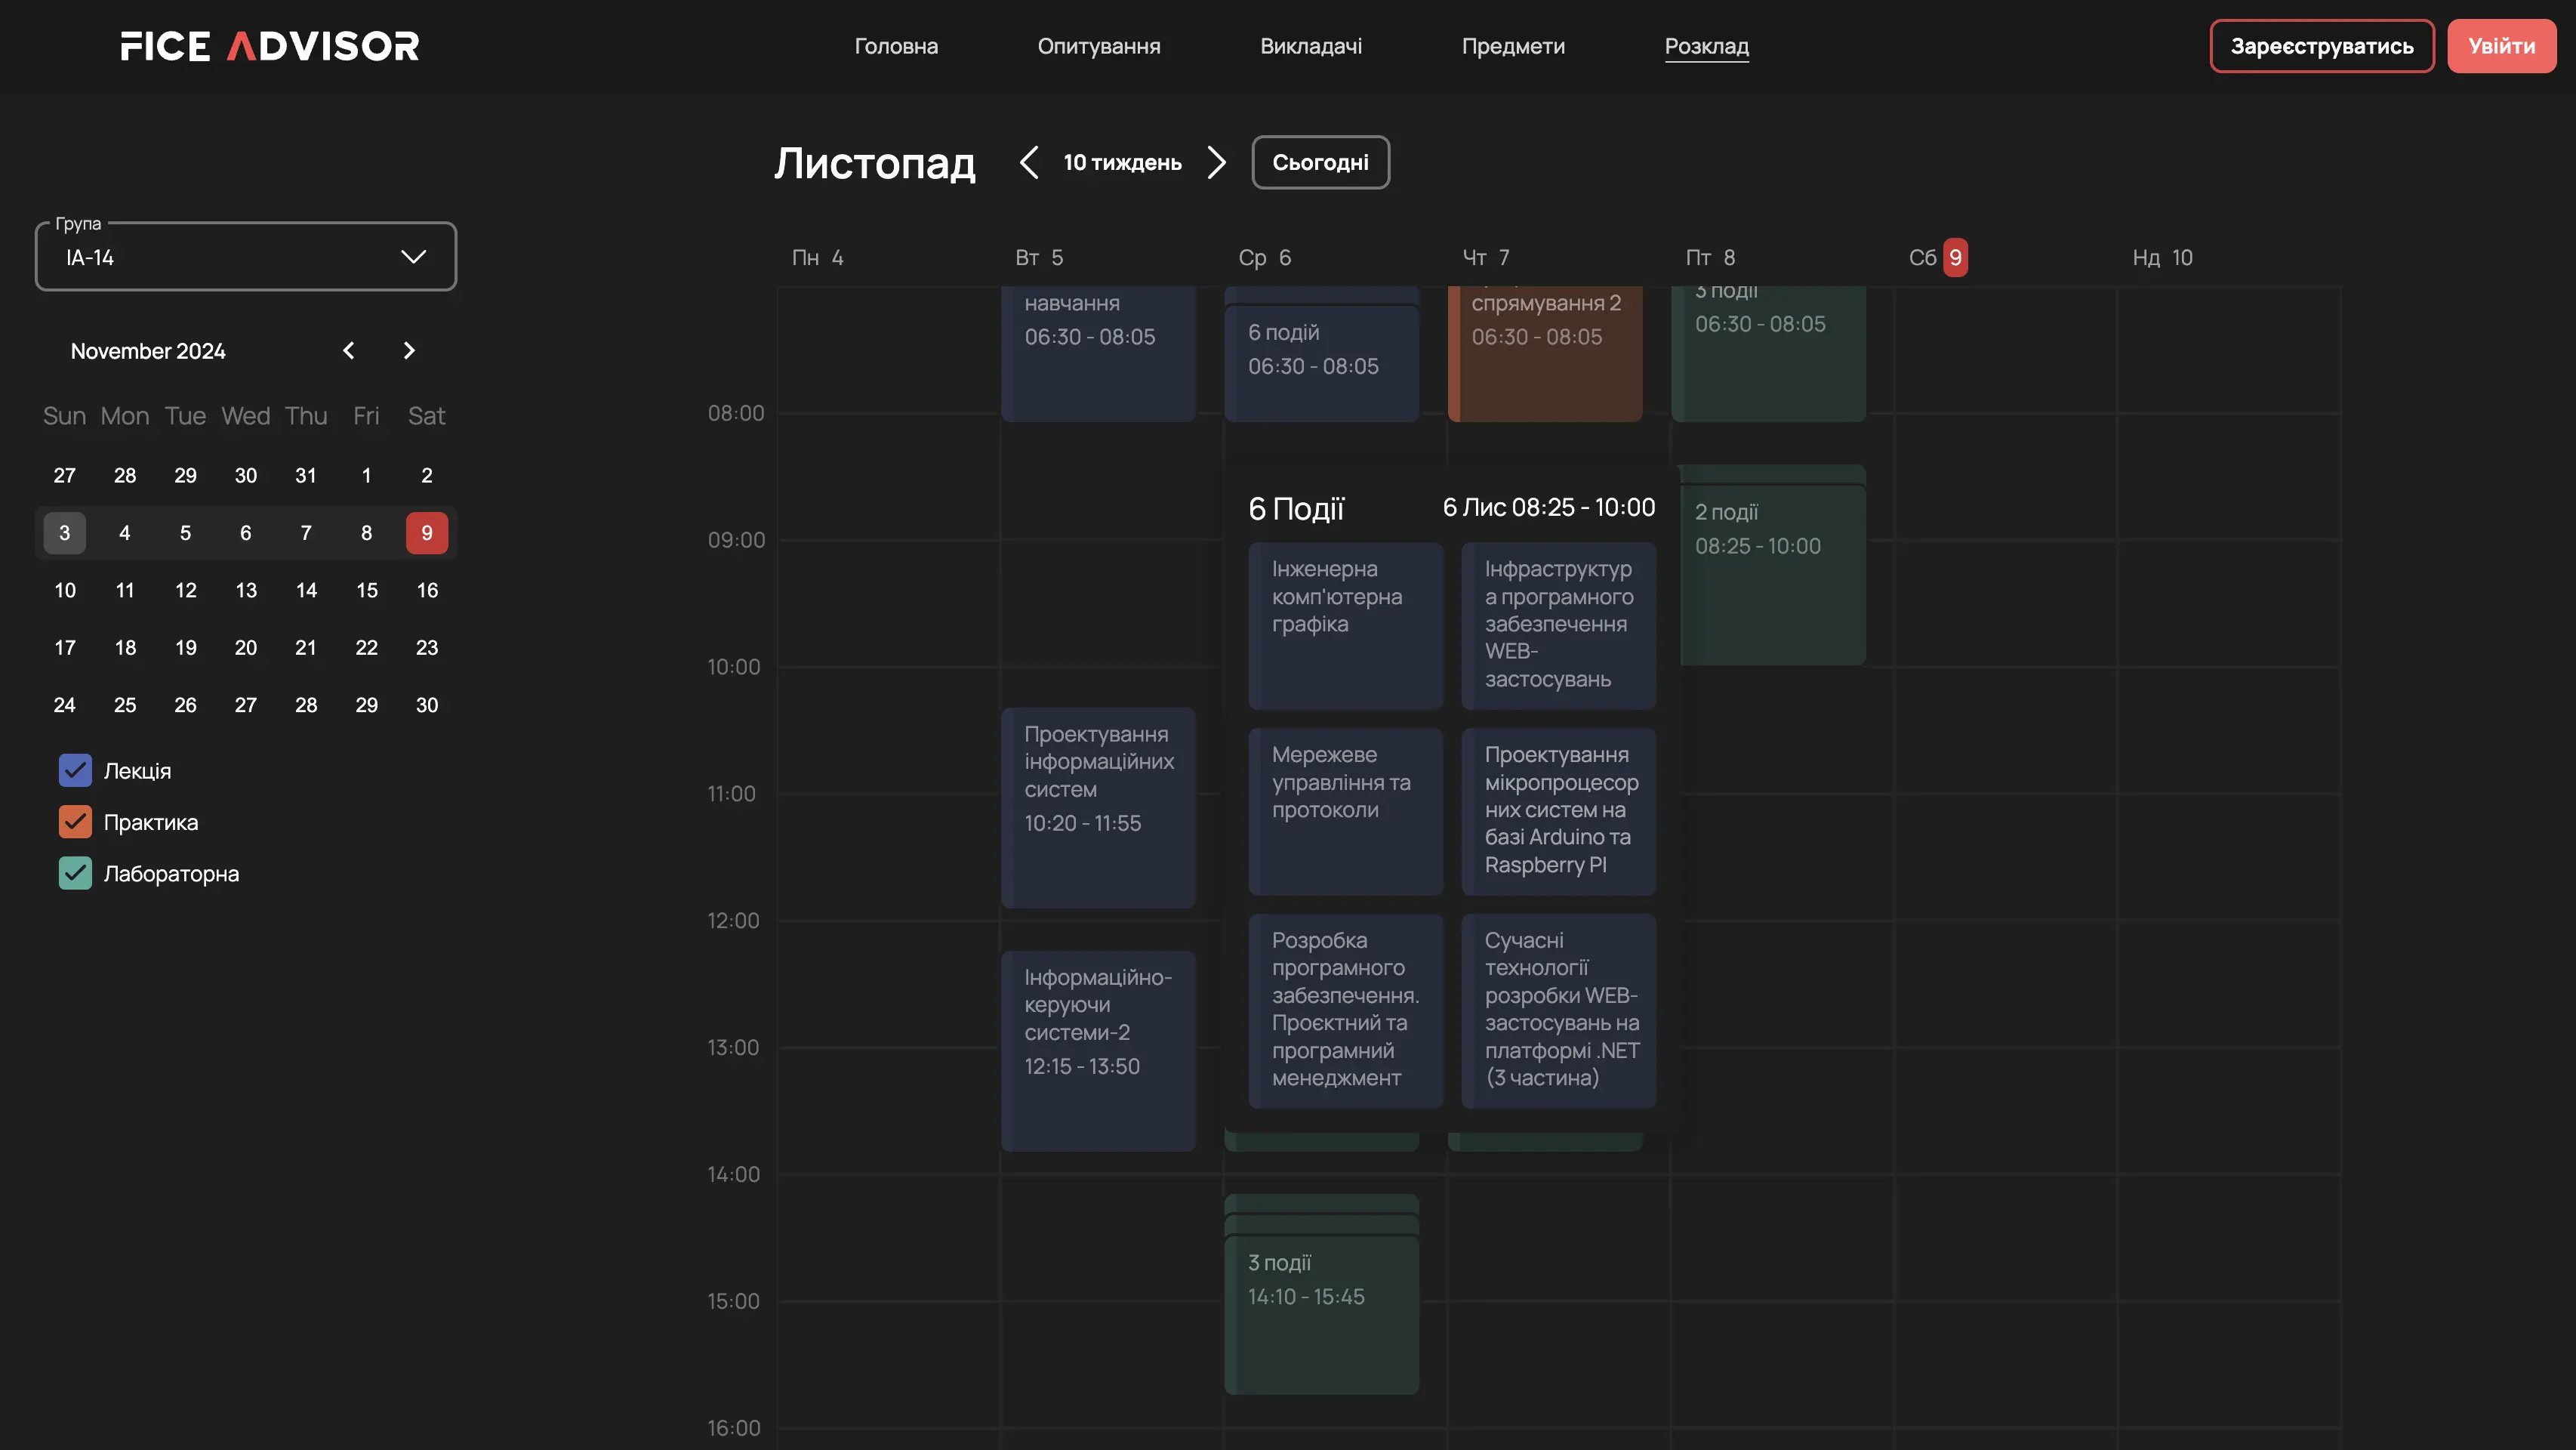 FICE ADVISOR
Головна
Опитування
Викладачі
Предмети
Розклад
Зареєструватись
Увійти
Листопад
10 тиждень
Сьогодні
Група
ІА-14
November 2024
Sun Mon Tue Wed Thu Fri Sat
27 28 29 30 31 1 2
3 4 5 6 7 8 9
10 11 12 13 14 15 16
17 18 19 20 21 22 23
24 25 26 27 28 29 30
Лекція
Практика
Лабораторна
Пн 4
Вт 5
Ср 6
Чт 7
Пт 8
Сб 9
Нд 10
08:00
09:00
10:00
11:00
12:00
13:00
14:00
15:00
16:00
навчання
06:30 - 08:05
Проектування
інформаційних
систем
10:20 - 11:55
Інформаційно-
керуючи
системи-2
12:15 - 13:50
6 подій
06:30 - 08:05
спрямування 2
06:30 - 08:05
3 події
06:30 - 08:05
2 події
08:25 - 10:00
6 Події
6 Лис 08:25 - 10:00
Інженерна
комп'ютерна
графіка
Інфраструктур
а програмного
забезпечення
WEB-
застосувань
Мережеве
управління та
протоколи
Проектування
мікропроцесор
них систем на
базі Arduino та
Raspberry PI
Розробка
програмного
забезпечення.
Проєктний та
програмний
менеджмент
Сучасні
технології
розробки WEB-
застосувань на
платформі .NET
(3 частина)
3 події
14:10 - 15:45